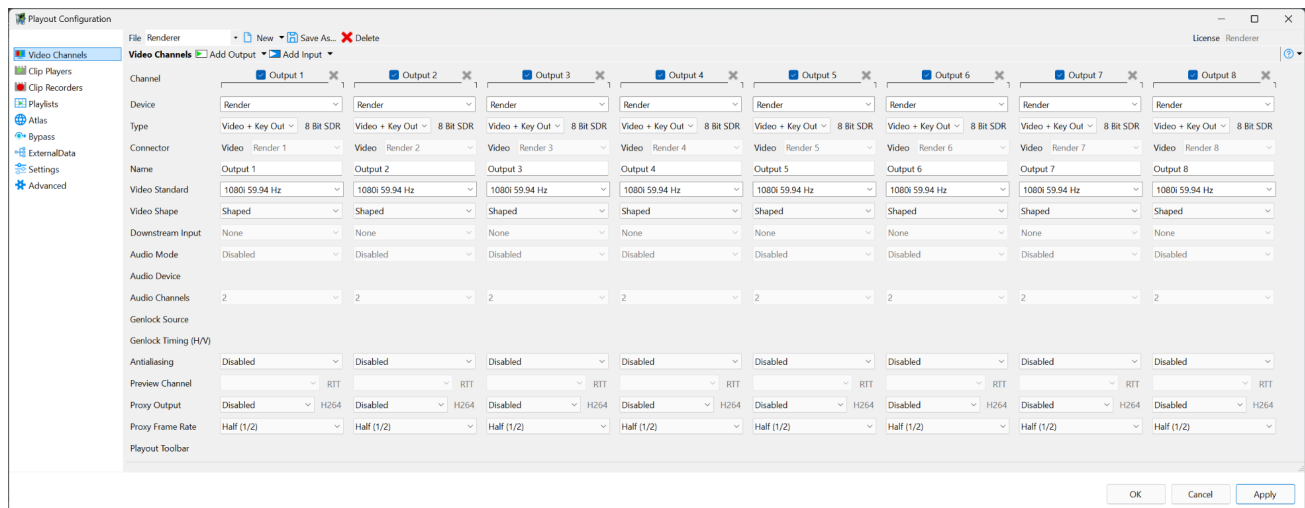 Playout Configuration
File Renderer New Save As... Delete License Renderer
Video Channels Video Channels Add Output Add Input
Clip Players
Clip Recorders
Playlists
Atlas
Bypass
ExternalData
Settings
Advanced
Channel Output 1 Output 2 Output 3 Output 4 Output 5 Output 6 Output 7 Output 8
Device Render Render Render Render Render Render Render Render
Type Video + Key Out 8 Bit SDR Video + Key Out 8 Bit SDR Video + Key Out 8 Bit SDR Video + Key Out 8 Bit SDR Video + Key Out 8 Bit SDR Video + Key Out 8 Bit SDR Video + Key Out 8 Bit SDR Video + Key Out 8 Bit SDR
Connector Video Render 1 Video Render 2 Video Render 3 Video Render 4 Video Render 5 Video Render 6 Video Render 7 Video Render 8
Name Output 1 Output 2 Output 3 Output 4 Output 5 Output 6 Output 7 Output 8
Video Standard 1080i 59.94 Hz 1080i 59.94 Hz 1080i 59.94 Hz 1080i 59.94 Hz 1080i 59.94 Hz 1080i 59.94 Hz 1080i 59.94 Hz 1080i 59.94 Hz
Video Shape Shaped Shaped Shaped Shaped Shaped Shaped Shaped Shaped
Downstream Input None None None None None None None None
Audio Mode Disabled Disabled Disabled Disabled Disabled Disabled Disabled Disabled
Audio Device
Audio Channels 2 2 2 2 2 2 2 2
Genlock Source
Genlock Timing (H/V)
Antialiasing Disabled Disabled Disabled Disabled Disabled Disabled Disabled Disabled
Preview Channel RTT RTT RTT RTT RTT RTT RTT RTT
Proxy Output Disabled H264 Disabled H264 Disabled H264 Disabled H264 Disabled H264 Disabled H264 Disabled H264 Disabled H264
Proxy Frame Rate Half (1/2) Half (1/2) Half (1/2) Half (1/2) Half (1/2) Half (1/2) Half (1/2) Half (1/2)
Playout Toolbar
OK Cancel Apply